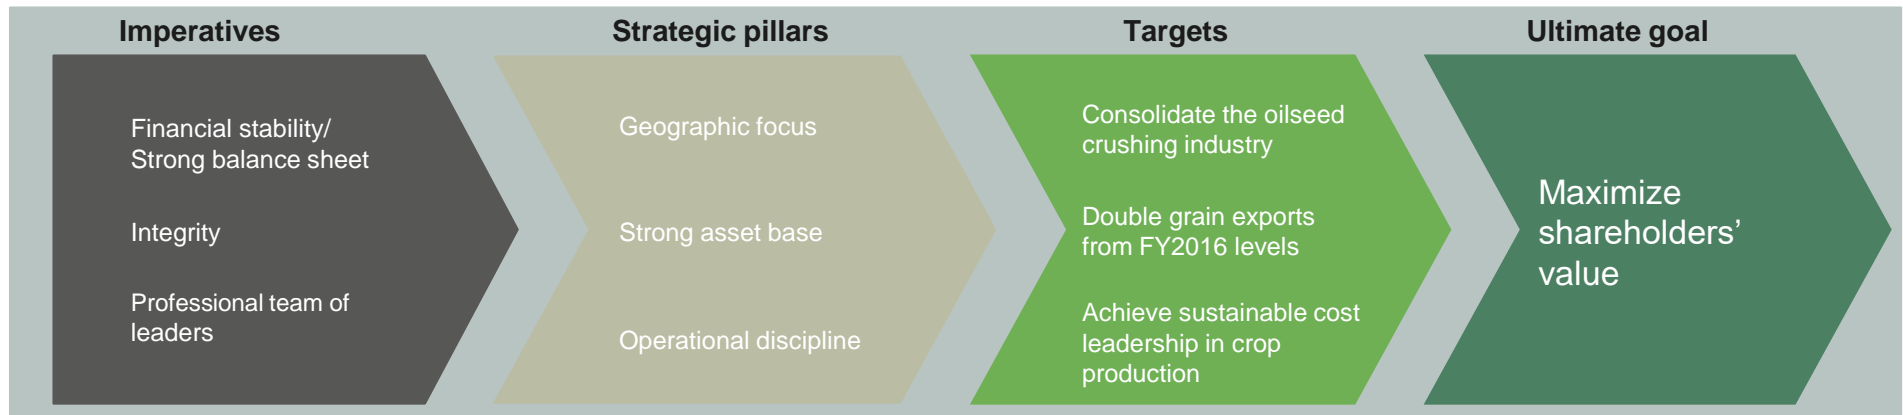 Imperatives
Financial stability/
Strong balance sheet
Integrity
Professional team of
leaders
Strategic pillars
Geographic focus
Strong asset base
Operational discipline
Targets
Consolidate the oilseed
crushing industry
Double grain exports
from FY2016 levels
Achieve sustainable cost
leadership in crop
production
Ultimate goal
Maximize
shareholders’
value